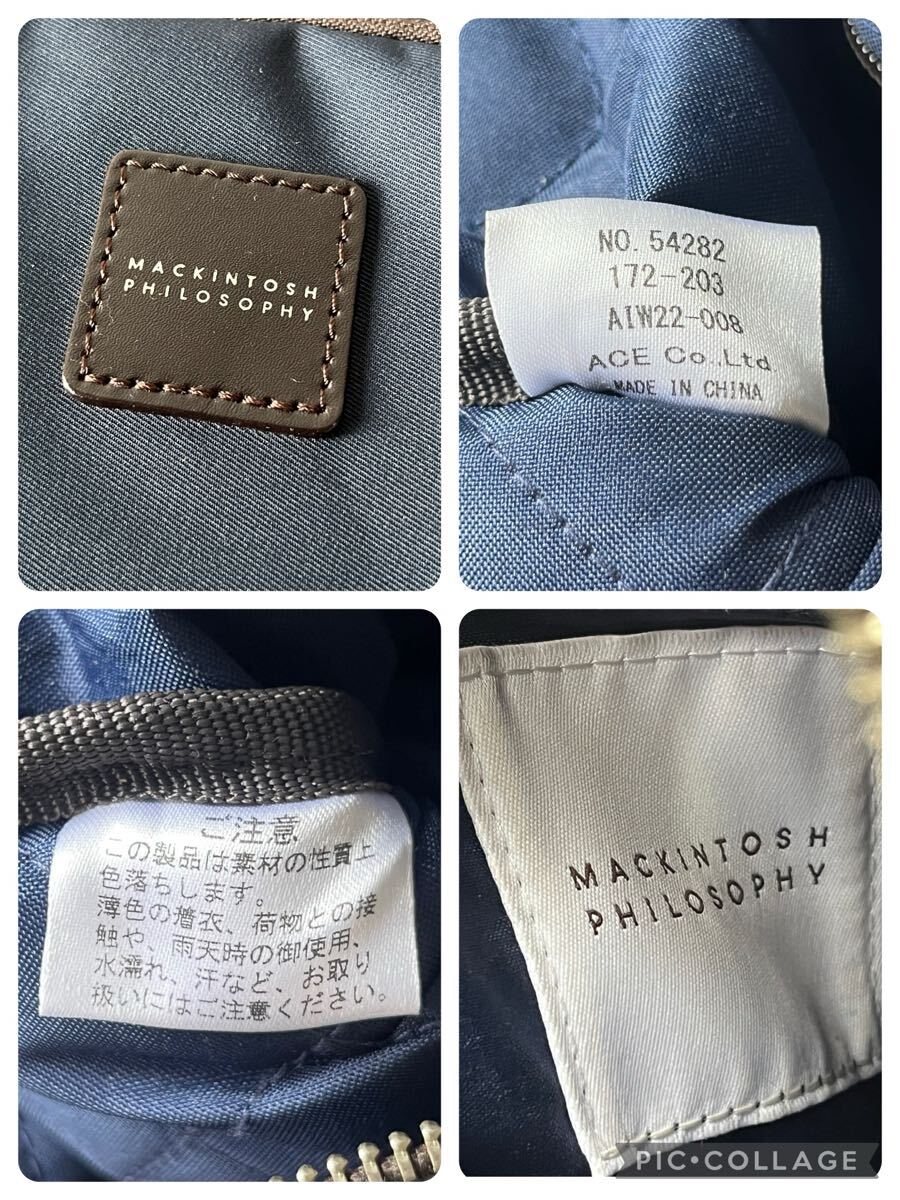 MACKINTOSH
PHILOSOPHY
NO. 54282
172-203
AIW22-008
ACE Co.,Ltd
MADE IN CHINA
ご注意
この製品は素材の性質上
色落ちします。
薄色の着衣、荷物との接
触や、雨天時の御使用、
水濡れ、汗など、お取り
扱いにはご注意ください。
MACKINTOSH
PHILOSOPHY
PIC•COLLAGE